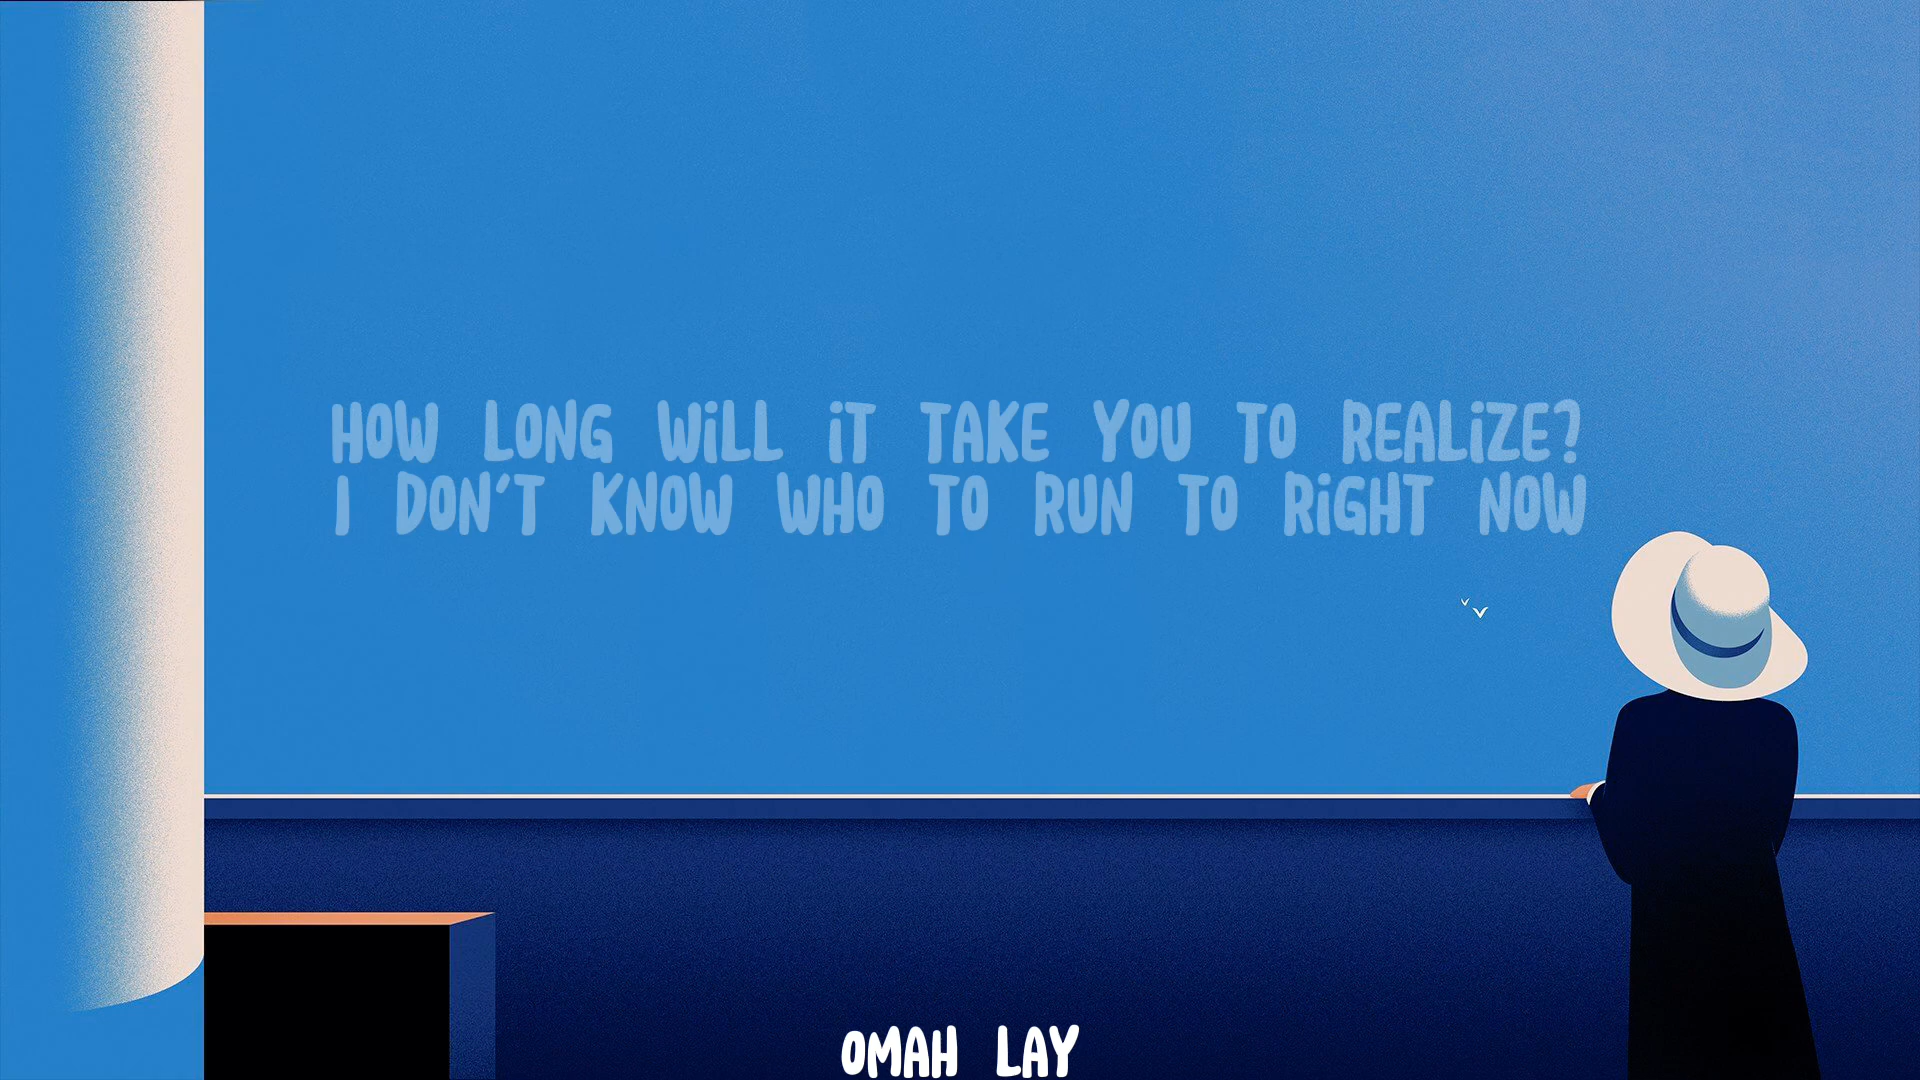 HOW LONG WiLL iT TAKE YOU TO REALiZE?
I DON'T KNOW WHO TO RUN TO RiGHT NOW
OMAH LAY